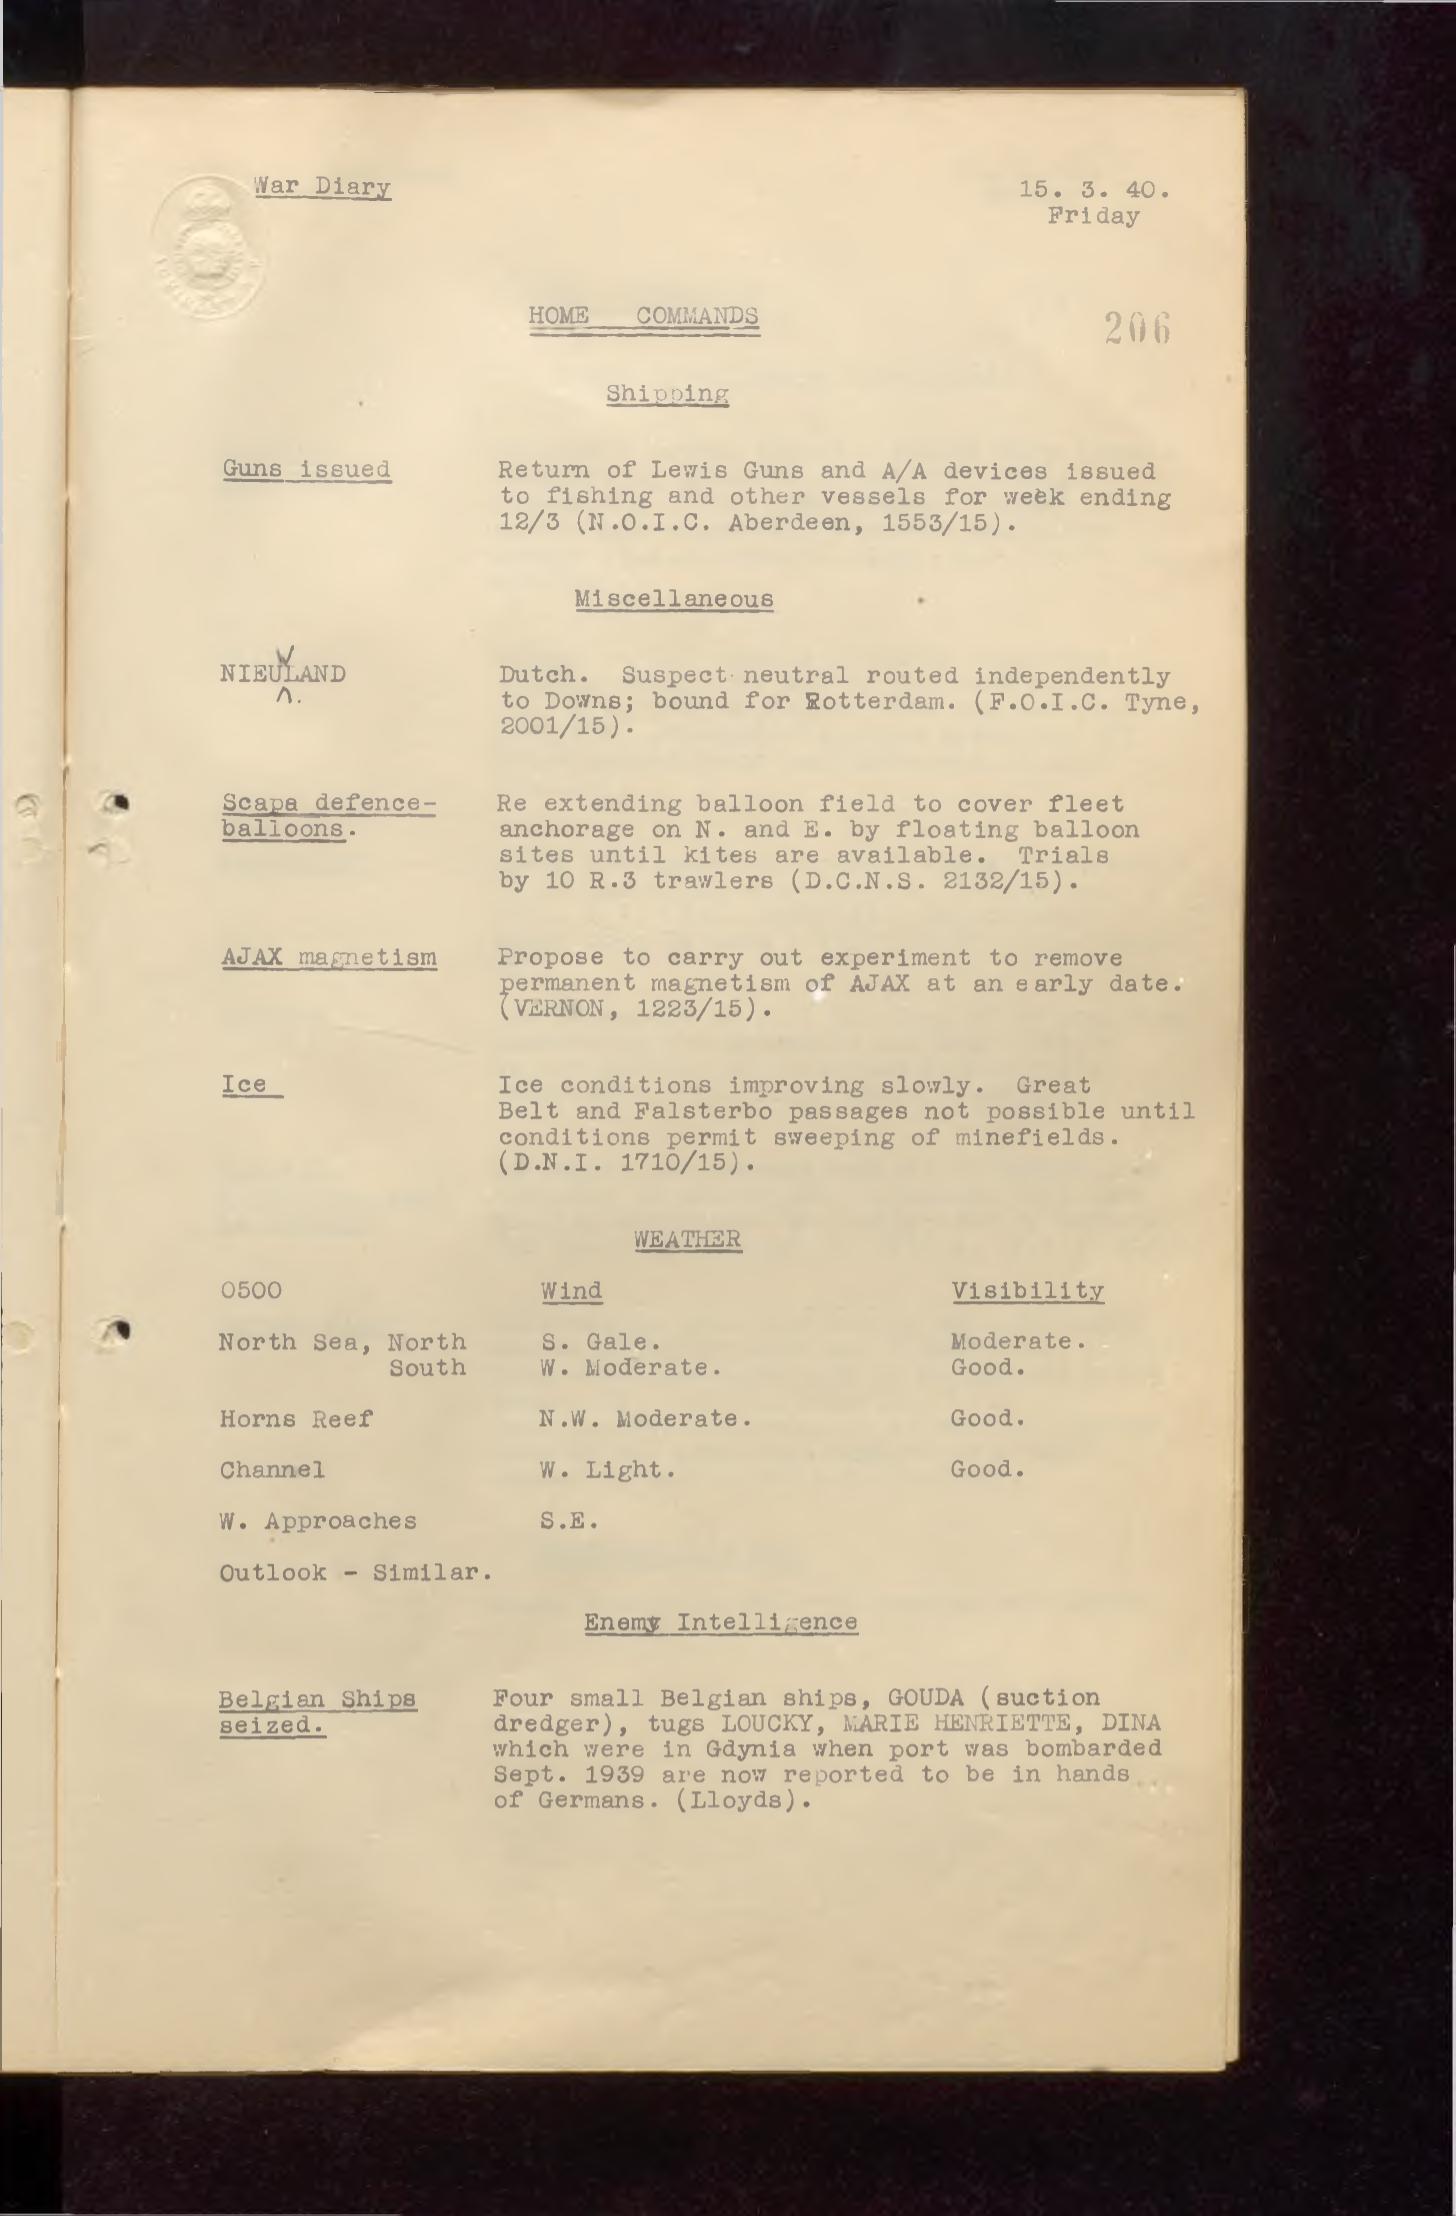 War Diary
15. 3. 40.
Friday
HOME COMMANDS
206
Shipping
Guns issued
Return of Lewis Guns and A/A devices issued
to fishing and other vessels for week ending
12/3 (N.O.I.C. Aberdeen, 1553/15).
Miscellaneous
NIEUWLAND
Dutch. Suspect neutral routed independently
to Downs; bound for Rotterdam. (F.O.I.C. Tyne,
2001/15).
Scapa defence-
balloons.
Re extending balloon field to cover fleet
anchorage on N. and E. by floating balloon
sites until kites are available. Trials
by 10 R.3 trawlers (D.C.N.S. 2132/15).
AJAX magnetism
Propose to carry out experiment to remove
permanent magnetism of AJAX at an early date.
(VERNON, 1223/15).
Ice
Ice conditions improving slowly. Great
Belt and Falsterbo passages not possible until
conditions permit sweeping of minefields.
(D.N.I. 1710/15).
WEATHER
0500 Wind Visibility
North Sea, North S. Gale. Moderate.
South W. Moderate. Good.
Horns Reef N.W. Moderate. Good.
Channel W. Light. Good.
W. Approaches S.E.
Outlook - Similar.
Enemy Intelligence
Belgian Ships
seized.
Four small Belgian ships, GOUDA (suction
dredger), tugs LOUCKY, MARIE HENRIETTE, DINA
which were in Gdynia when port was bombarded
Sept. 1939 are now reported to be in hands
of Germans. (Lloyds).